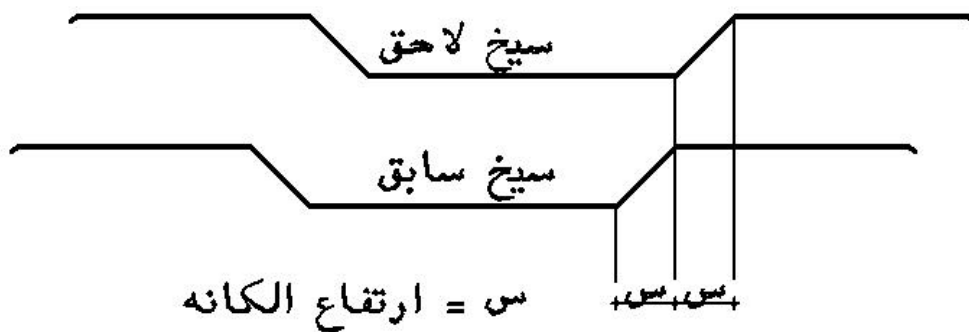 سيخ لاحق
سيخ سابق
س س
س = ارتفاع الكانه